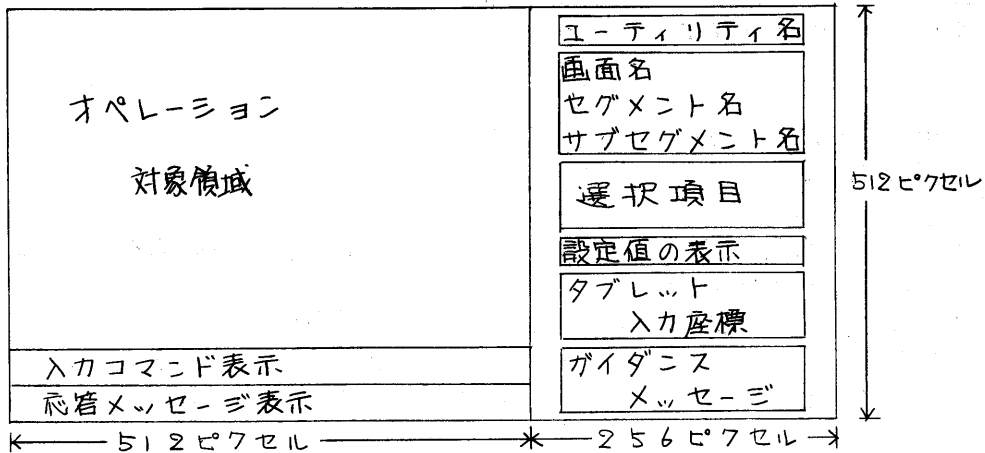 オペレーション
対象領域
入力コマンド表示
応答メッセージ表示
ユーティリティ名
画面名
セグメント名
サブセグメント名
選択項目
設定値の表示
タブレット
入力座標
ガイダンス
メッセージ
512ピクセル
512ピクセル
256ピクセル